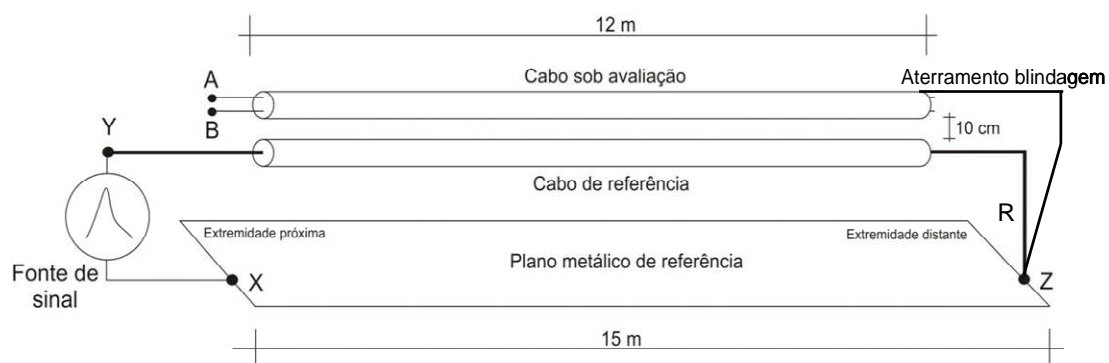 12 m
Cabo sob avaliação
Aterramento blindagem
A
B
10 cm
Y
Cabo de referência
R
Extremidade próxima
Extremidade distante
Plano metálico de referência
Fonte de
sinal
X
Z
15 m